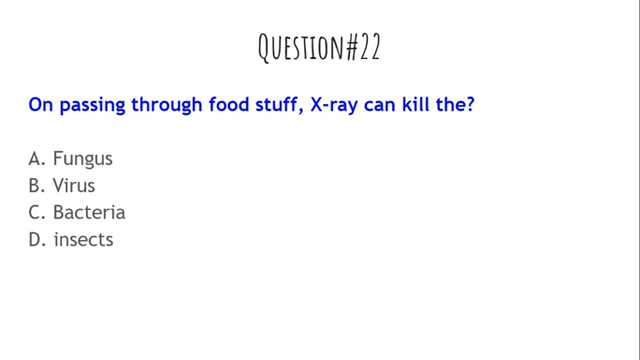 Question#22
On passing through food stuff, X-ray can kill the?
A. Fungus
B. Virus
C. Bacteria
D. insects